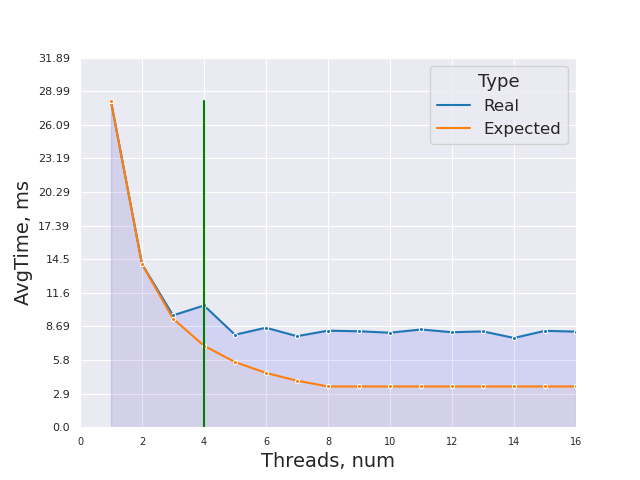 31.89
28.99
26.09
23.19
20.29
17.39
14.5
11.6
8.69
5.8
2.9
0.0
AvgTime, ms
Type
Real
Expected
0 2 4 6 8 10 12 14 16
Threads, num